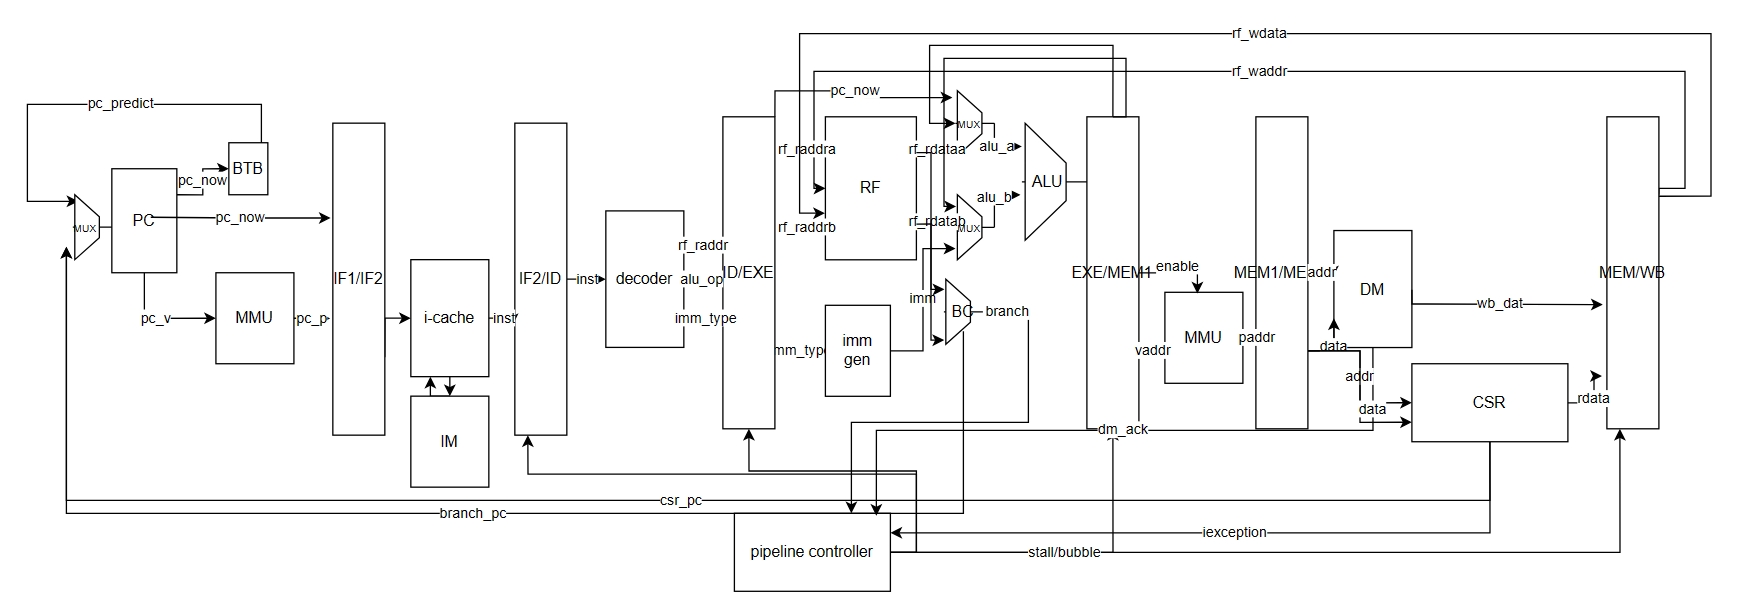 rf_wdata
rf_waddr
pc_predict
pc_now
BTB
pc_now
MUX
PC
pc_now
pc_v
MMU
pc_p
IF1/IF2
i-cache
inst
IM
IF2/ID
inst
decoder
rf_raddr
alu_op
imm_type
ID/EXE
rf_raddra
rf_raddrb
RF
rf_rdataa
rf_rdatab
mm_typ
imm
gen
imm
MUX
MUX
alu_a
alu_b
ALU
BC
branch
EXE/MEM1
enable
vaddr
MMU
paddr
MEM1/ME
addr
DM
data
addr
data
CSR
wb_dat
rdata
MEM/WB
dm_ack
csr_pc
branch_pc
pipeline controller
iexception
stall/bubble